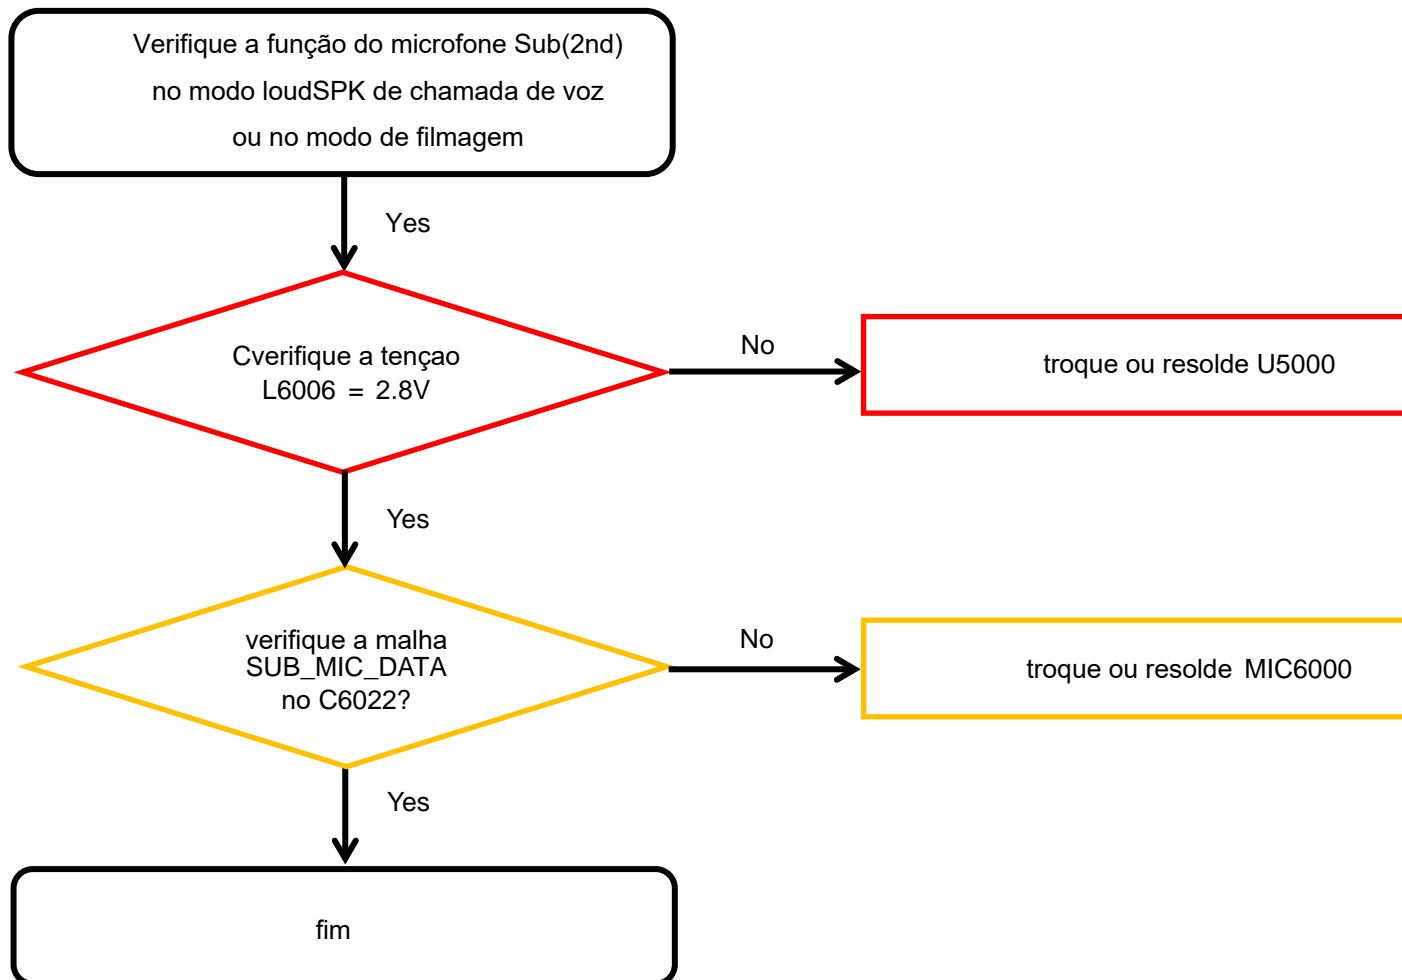 Verifique a função do microfone Sub(2nd)
no modo loudSPK de chamada de voz
ou no modo de filmagem
Yes
Cverifique a tençao
L6006 = 2.8V
No
troque ou resolde U5000
Yes
verifique a malha
SUB_MIC_DATA
no C6022?
No
troque ou resolde MIC6000
Yes
fim